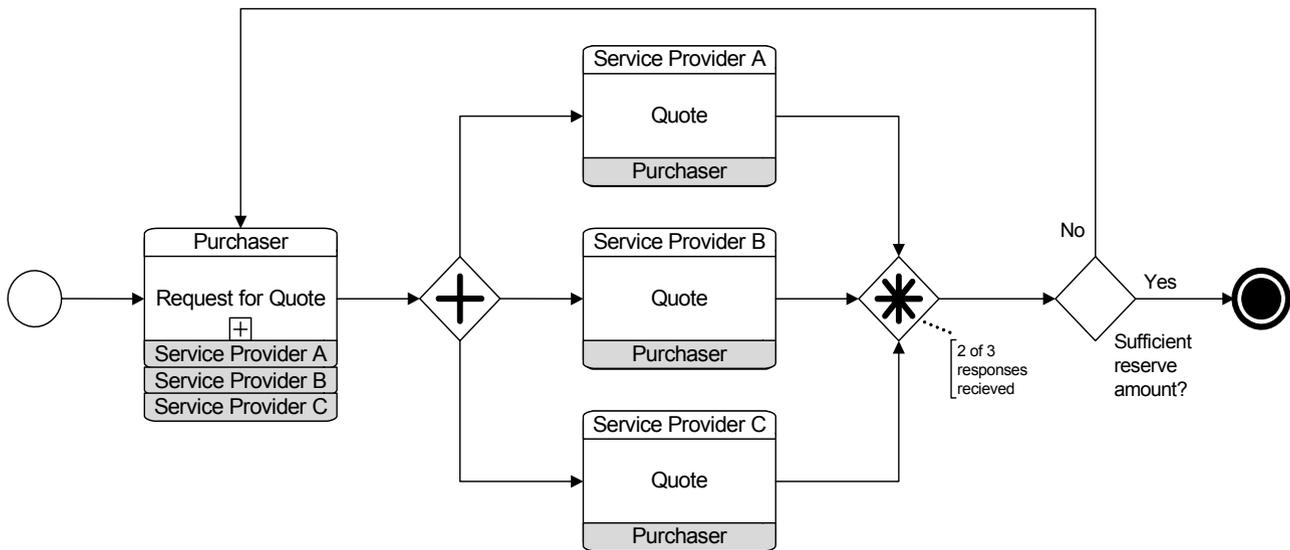 Service Provider A
Quote
Purchaser
Purchaser
Request for Quote
Service Provider A
Service Provider B
Service Provider C
Service Provider B
Quote
Purchaser
Service Provider C
Quote
Purchaser
2 of 3
responses
recieved
No
Yes
Sufficient
reserve
amount?